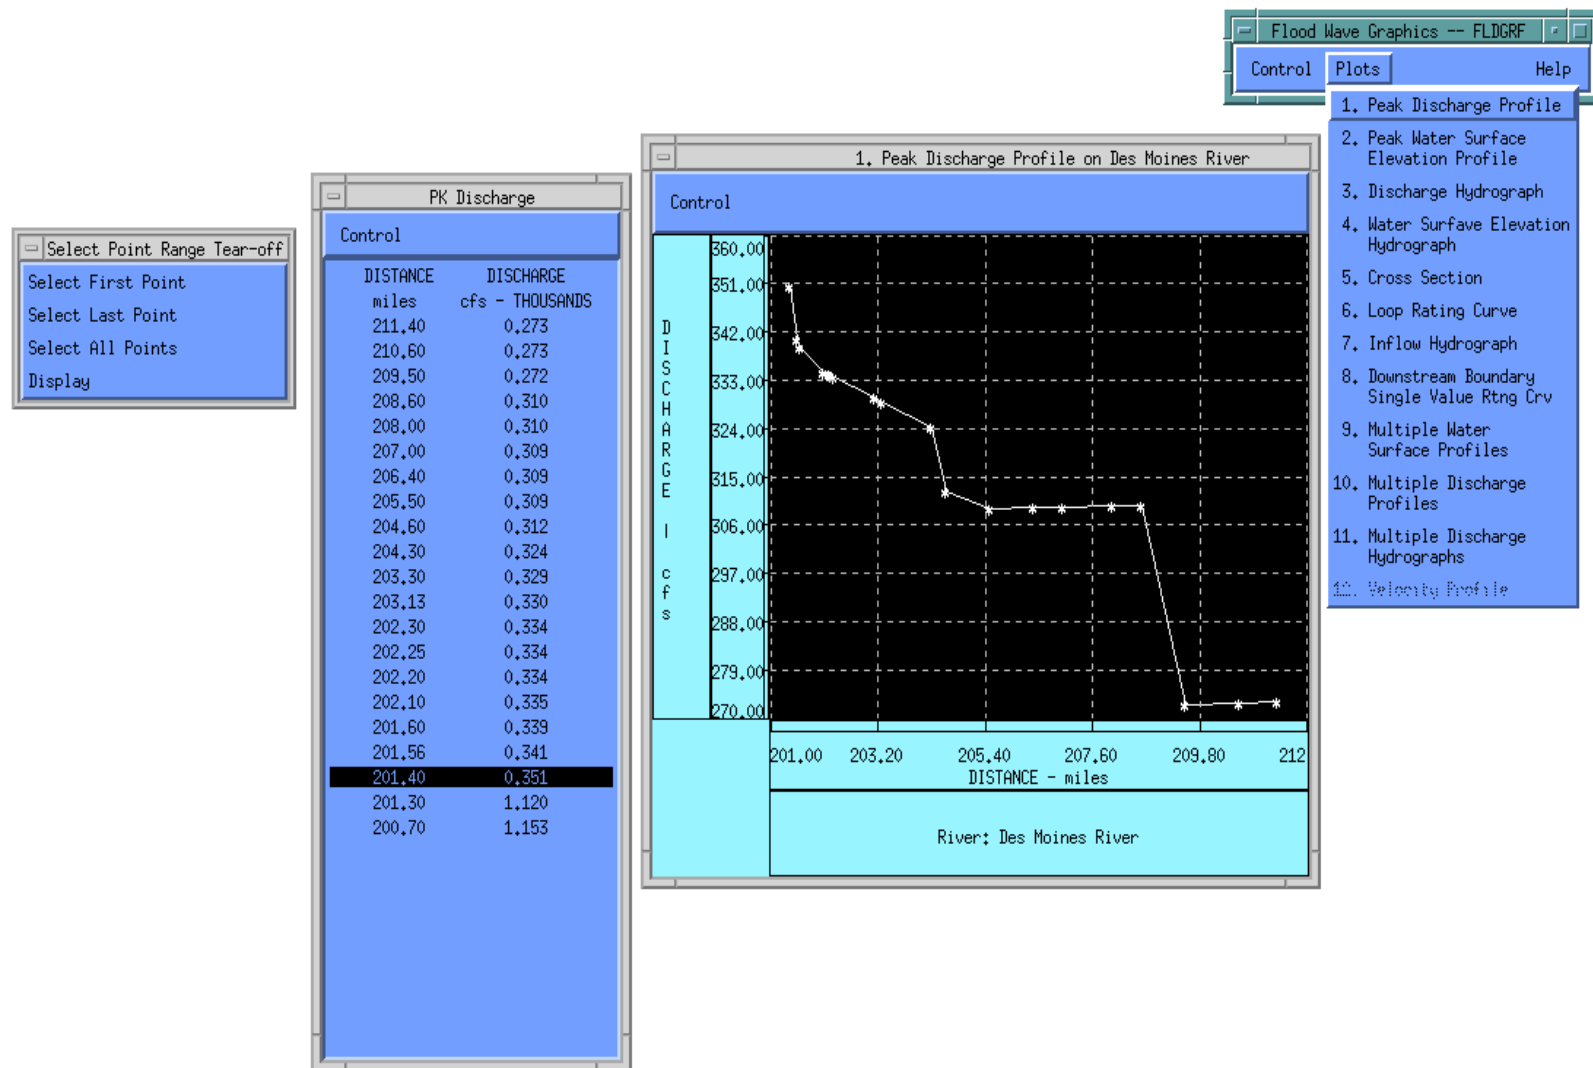 Select Point Range Tear-off
Select First Point
Select Last Point
Select All Points
Display
PK Discharge
Control
DISTANCE DISCHARGE
miles cfs - THOUSANDS
211.40 0.273
210.60 0.273
209.50 0.272
208.60 0.310
208.00 0.310
207.00 0.309
206.40 0.309
205.50 0.309
204.60 0.312
204.30 0.324
203.30 0.329
203.13 0.330
202.30 0.334
202.25 0.334
202.20 0.334
202.10 0.335
201.60 0.339
201.56 0.341
201.40 0.351
201.30 1.120
200.70 1.153
1. Peak Discharge Profile on Des Moines River
Control
DISCHARGE | cfs
360.00
351.00
342.00
333.00
324.00
315.00
306.00
297.00
288.00
279.00
270.00
201.00 203.20 205.40 207.60 209.80 212
DISTANCE - miles
River: Des Moines River
Flood Wave Graphics -- FLDGRF
Control Plots Help
1. Peak Discharge Profile
2. Peak Water Surface
Elevation Profile
3. Discharge Hydrograph
4. Water Surfave Elevation
Hydrograph
5. Cross Section
6. Loop Rating Curve
7. Inflow Hydrograph
8. Downstream Boundary
Single Value Rtng Crv
9. Multiple Water
Surface Profiles
10. Multiple Discharge
Profiles
11. Multiple Discharge
Hydrographs
12. Velocity Profile